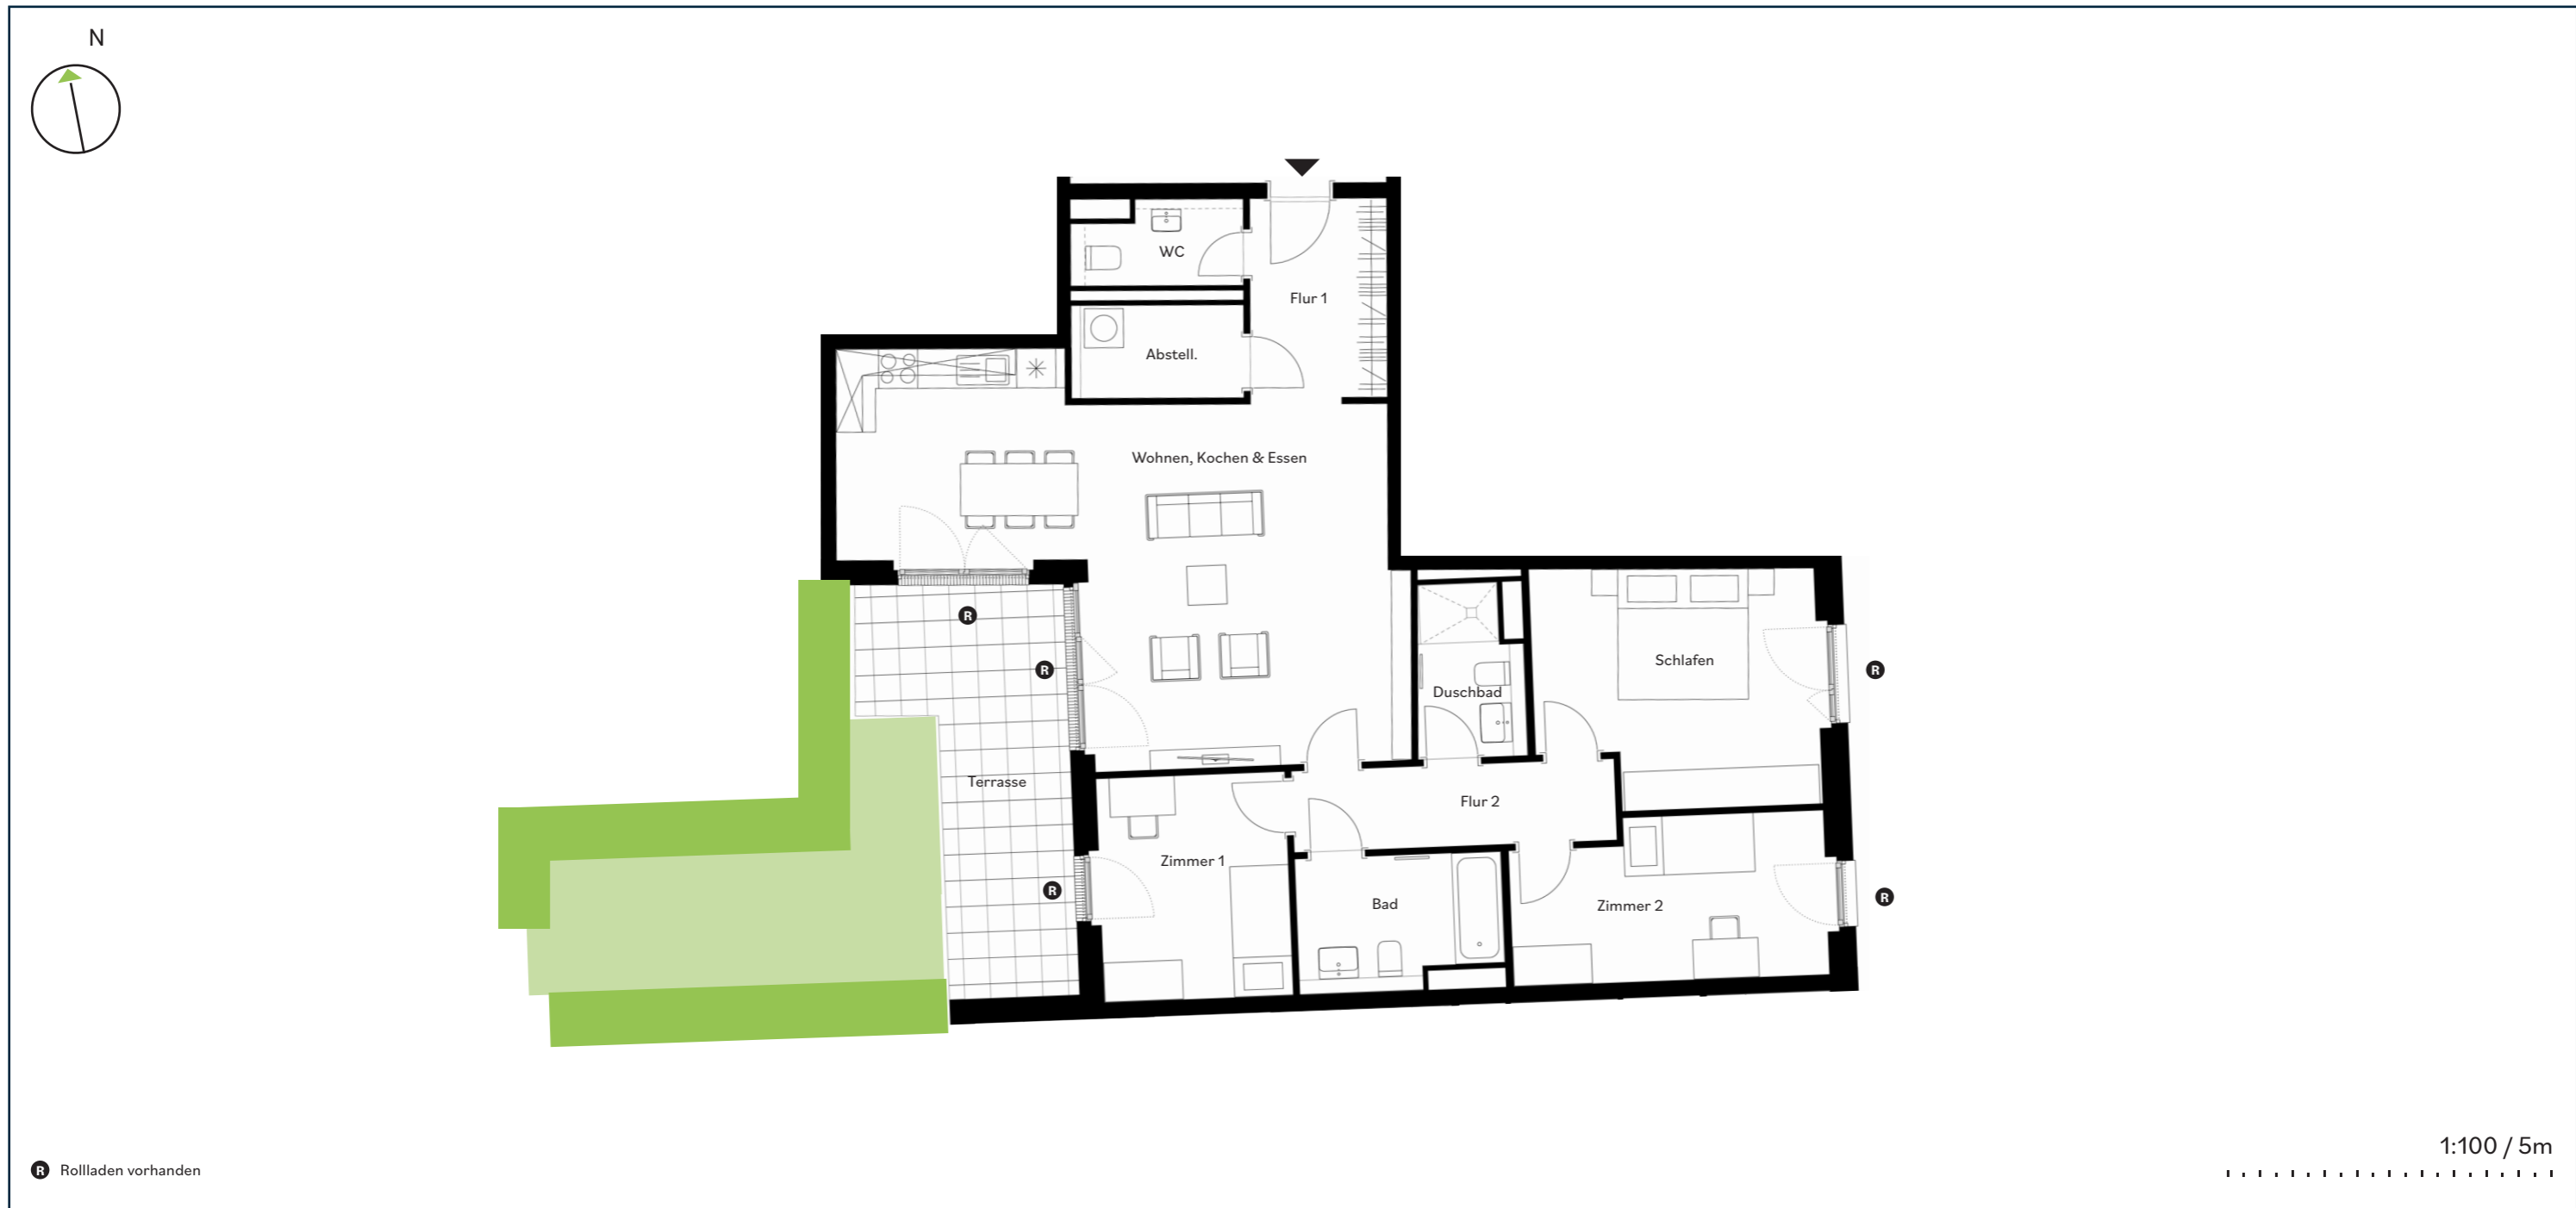 N
WC
Flur 1
Abstell.
Wohnen, Kochen & Essen
R
R
R
Schlafen
Duschbad
Terrasse
Flur 2
Zimmer 1
R
Bad
Zimmer 2
R
1:100 / 5m
R Rollladen vorhanden